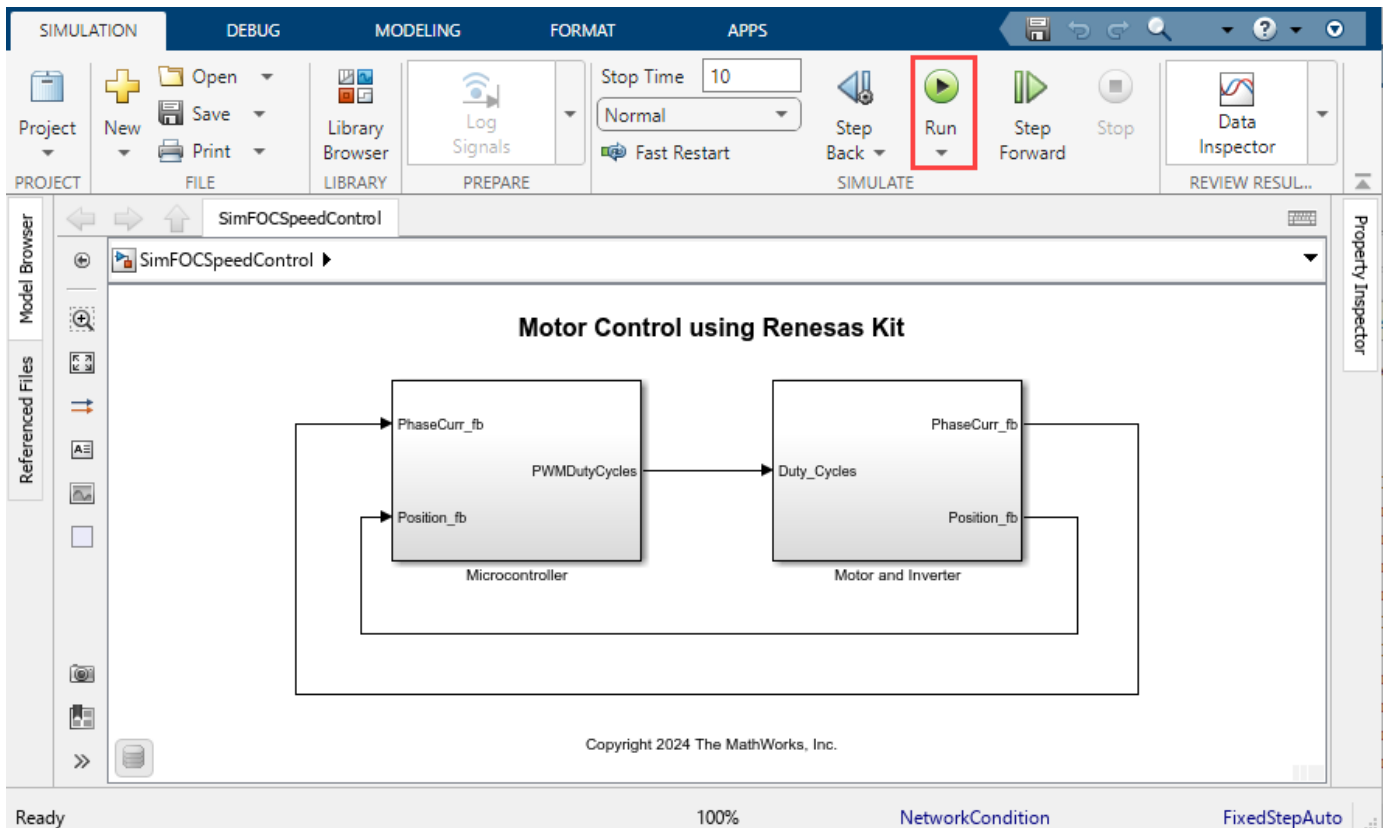 SIMULATION DEBUG MODELING FORMAT APPS
?
Project
New
Open
Save
Print
Library
Browser
Log
Signals
Stop Time 10
Normal
Fast Restart
Step
Back
Run
Step
Forward
Stop
Data
Inspector
PROJECT FILE LIBRARY PREPARE SIMULATE REVIEW RESUL...
Model Browser
Referenced Files
SimFOCSpeedControl
SimFOCSpeedControl
Property Inspector
Motor Control using Renesas Kit
PhaseCurr_fb
PWMDutyCycles
Position_fb
Microcontroller
PhaseCurr_fb
Duty_Cycles
Position_fb
Motor and Inverter
A
Copyright 2024 The MathWorks, Inc.
Ready 100% NetworkCondition FixedStepAuto